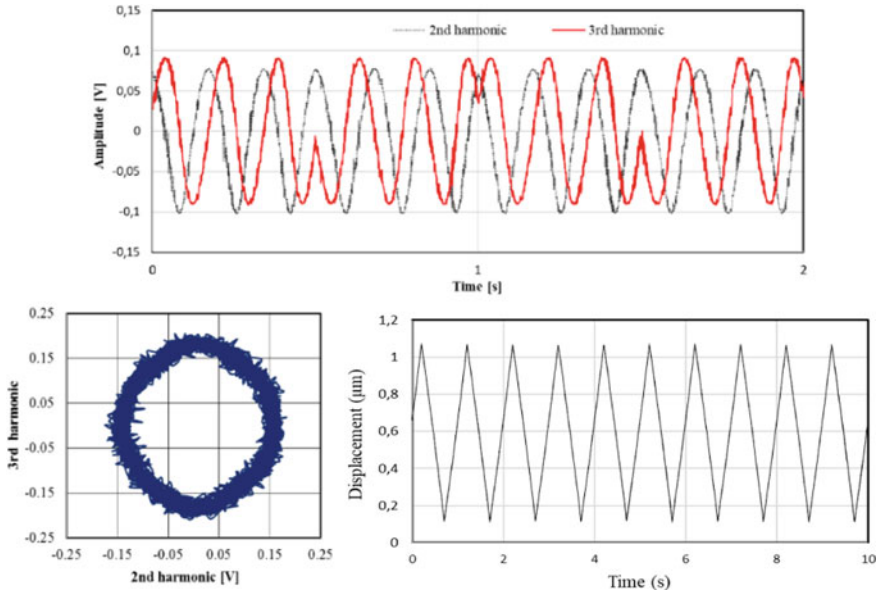 0,15
2nd harmonic 3rd harmonic
0,1
0,05
0
-0,05
-0,1
-0,15
Amplitude [V]
0 1 2
Time [s]
0.25
0.15
0.05
-0.05
-0.15
-0.25
3rd harmonic
-0.25 -0.15 -0.05 0.05 0.15 0.25
2nd harmonic [V]
1,2
1
0,8
0,6
0,4
0,2
0
Displacement (μm)
0 2 4 6 8 10
Time (s)